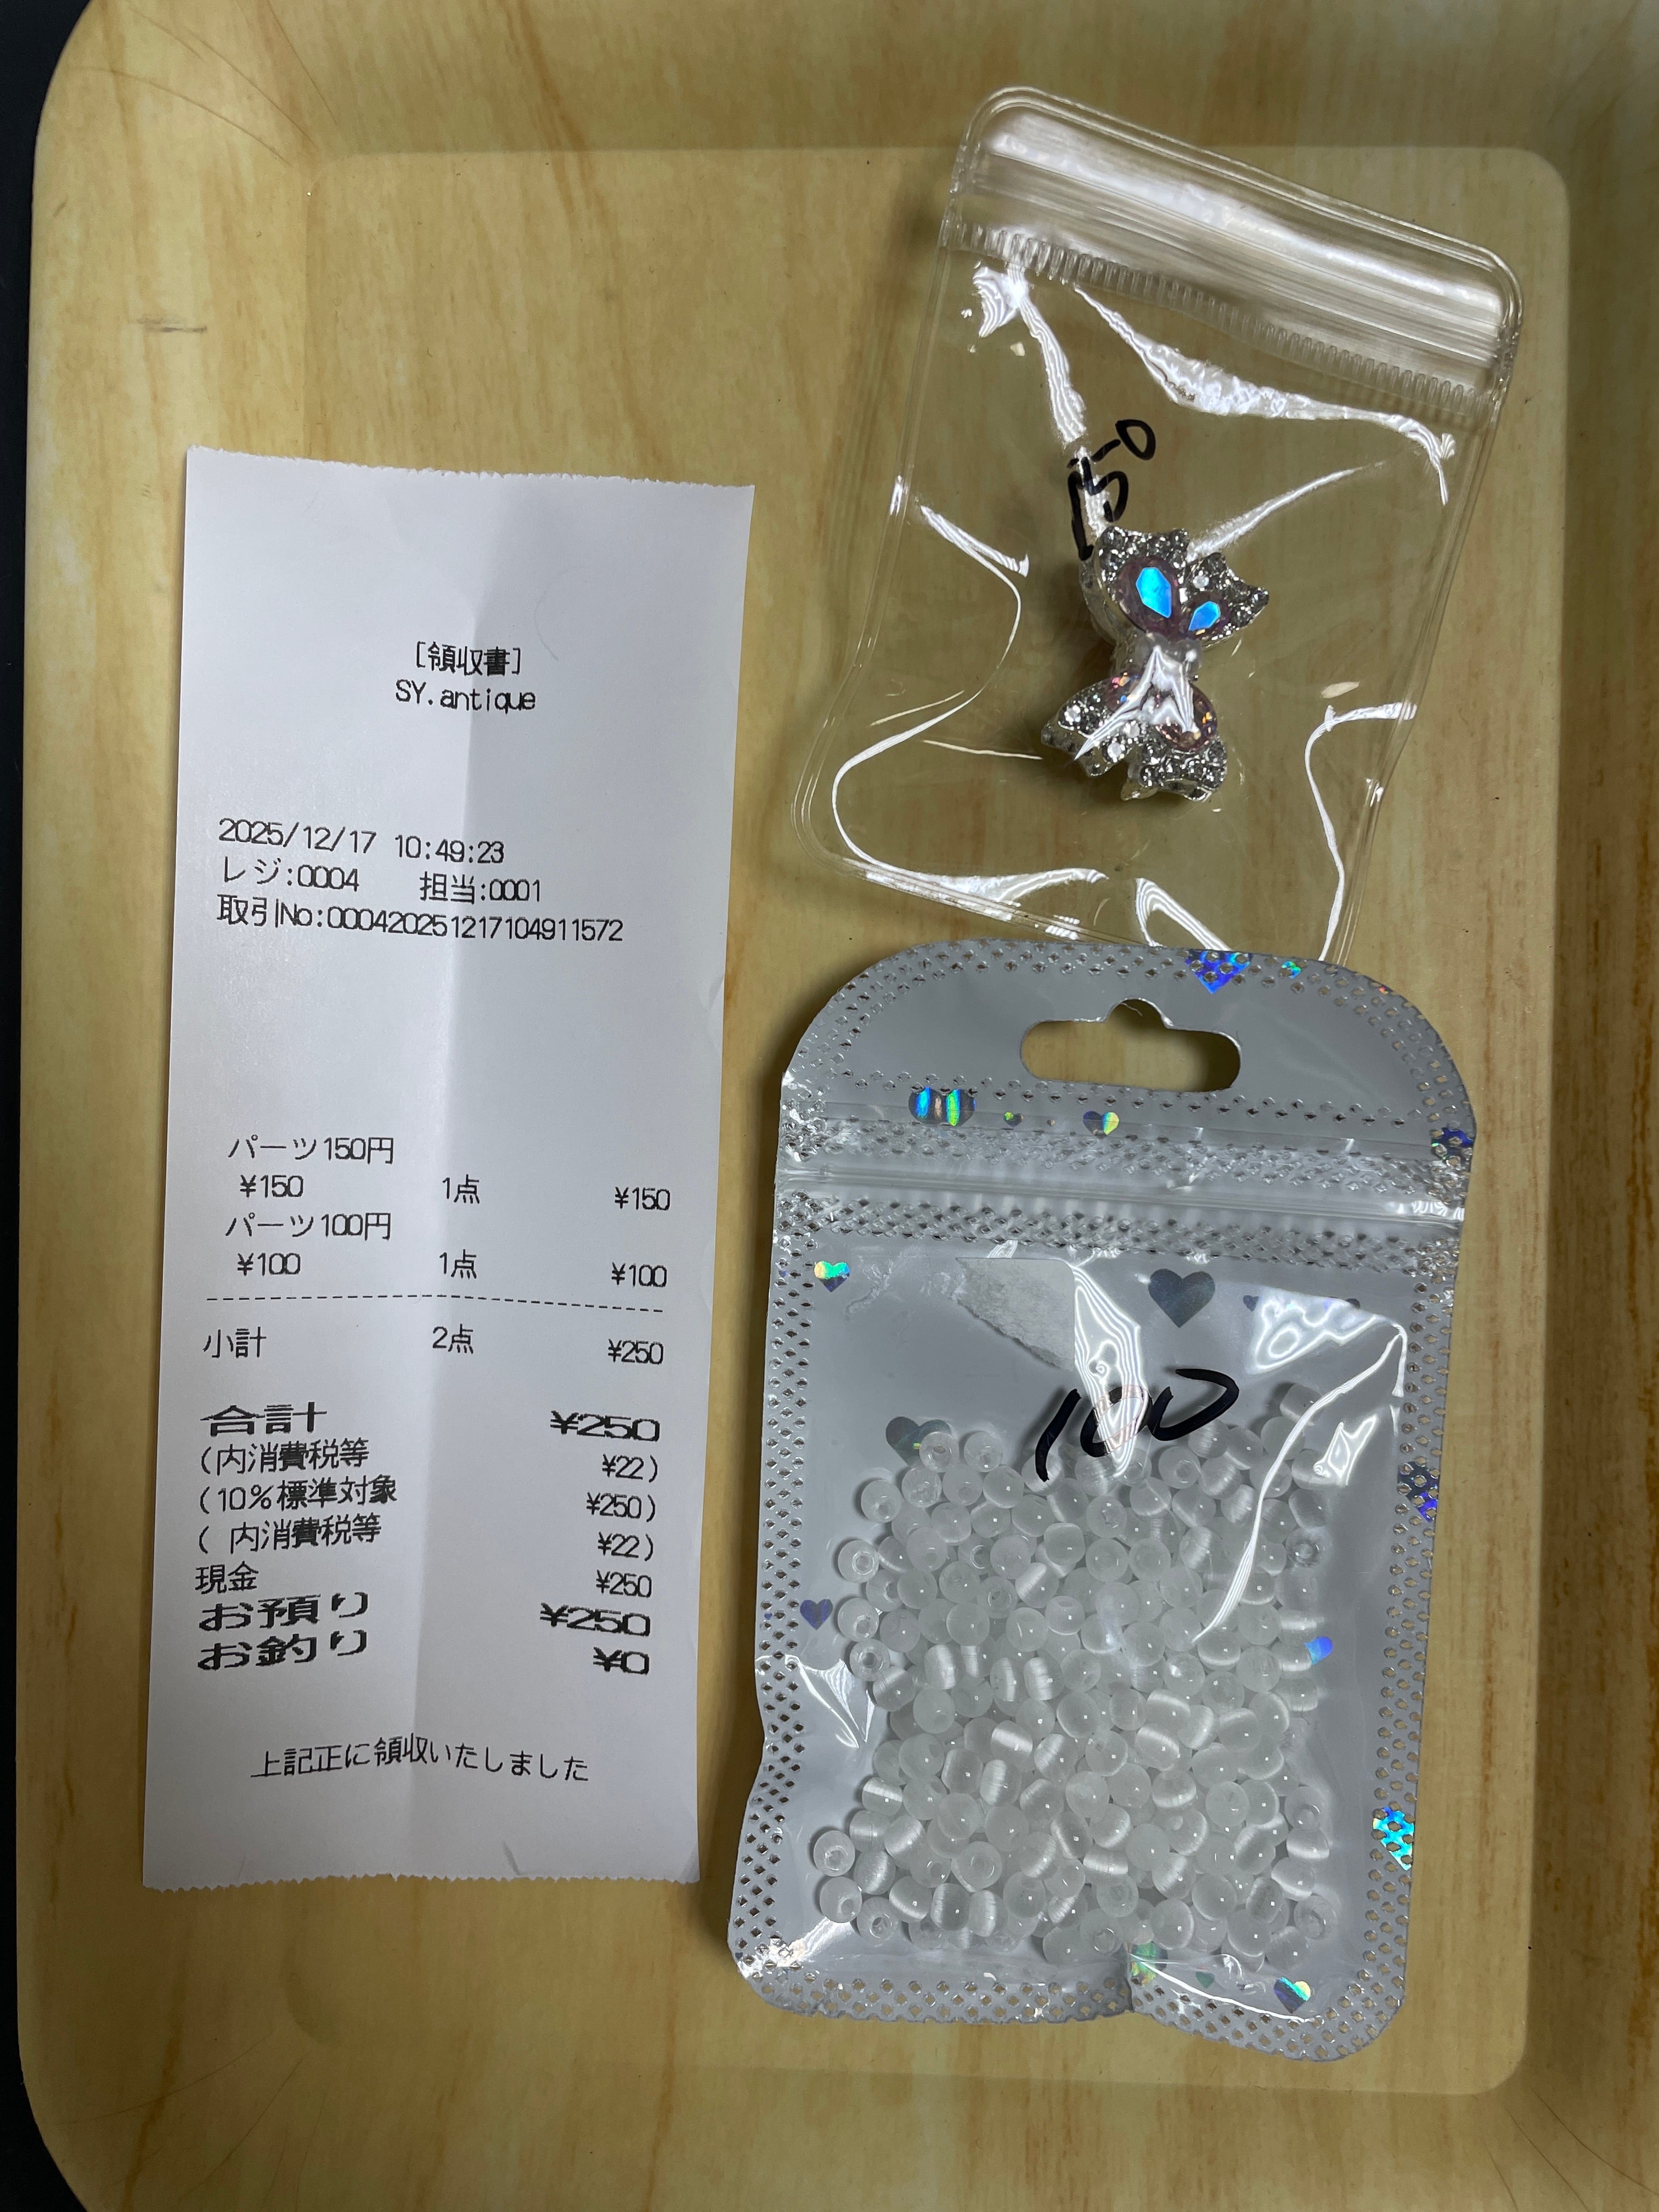 [領収書]
SY.antique
2025/12/17 10:49:23
レジ:0004 担当:0001
取引No:000420251217104911572
パーツ150円
¥150 1点 ¥150
パーツ100円
¥100 1点 ¥100
小計 2点 ¥250
合計 ¥250
(内消費税等 ¥22)
(10%標準対象 ¥250)
( 内消費税等 ¥22)
現金 ¥250
お預り ¥250
お釣り ¥0
上記正に領収いたしました
150
100